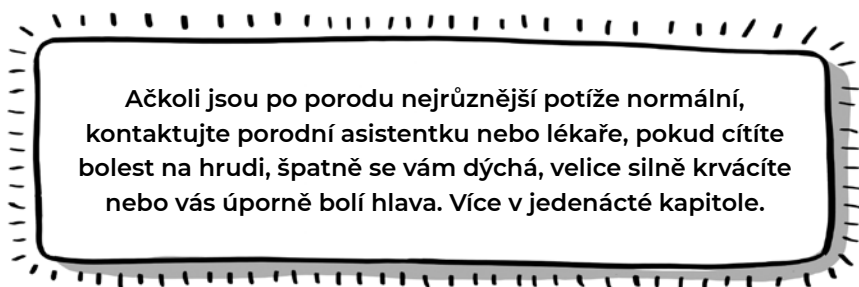 Ačkoli jsou po porodu nejrůznější potíže normální,
kontaktujte porodní asistentku nebo lékaře, pokud cítíte
bolest na hrudi, špatně se vám dýchá, velice silně krvácíte
nebo vás úporně bolí hlava. Více v jedenácté kapitole.